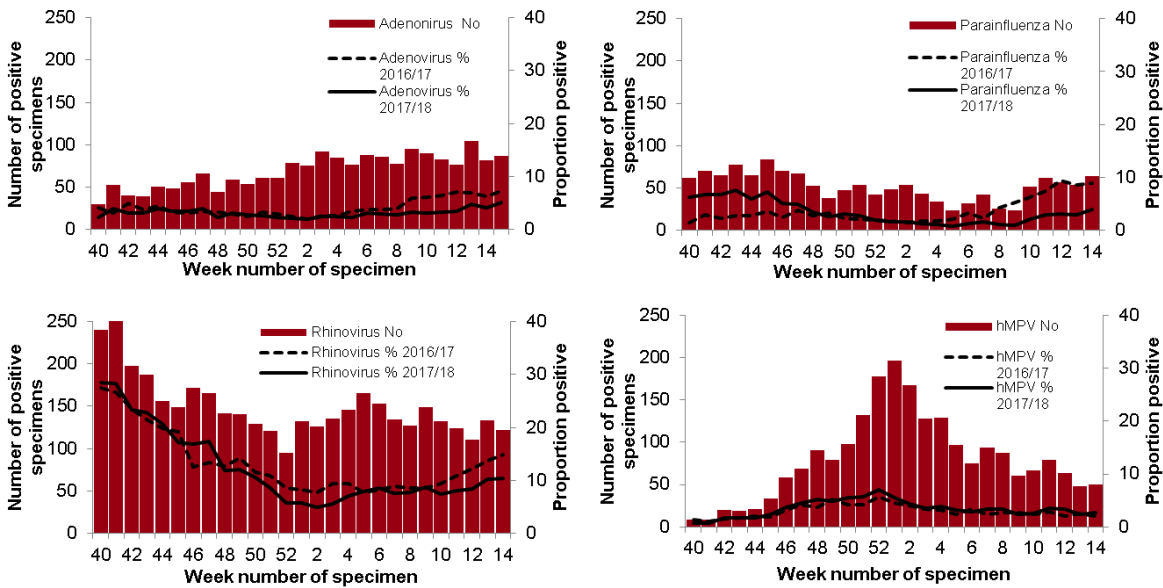 250
200
150
100
50
0
Number of positive
specimens
Adenonirus No
Adenovirus %
2016/17
Adenovirus %
2017/18
40
30
20
10
0
Proportion positive
40 42 44 46 48 50 52 2 4 6 8 10 12 14
Week number of specimen
250
200
150
100
50
0
Number of positive
specimens
Parainfluenza No
Parainfluenza %
2016/17
Parainfluenza %
2017/18
40
30
20
10
0
Proportion positive
40 42 44 46 48 50 52 2 4 6 8 10 12 14
Week number of specimen
250
200
150
100
50
0
Number of positive
specimens
Rhinovirus No
Rhinovirus % 2016/17
Rhinovirus % 2017/18
40
30
20
10
0
Proportion positive
40 42 44 46 48 50 52 2 4 6 8 10 12 14
Week number of specimen
250
200
150
100
50
0
Number of positive
specimens
hMPV No
hMPV %
2016/17
hMPV %
2017/18
40
30
20
10
0
Proportion positive
40 42 44 46 48 50 52 2 4 6 8 10 12 14
Week number of specimen